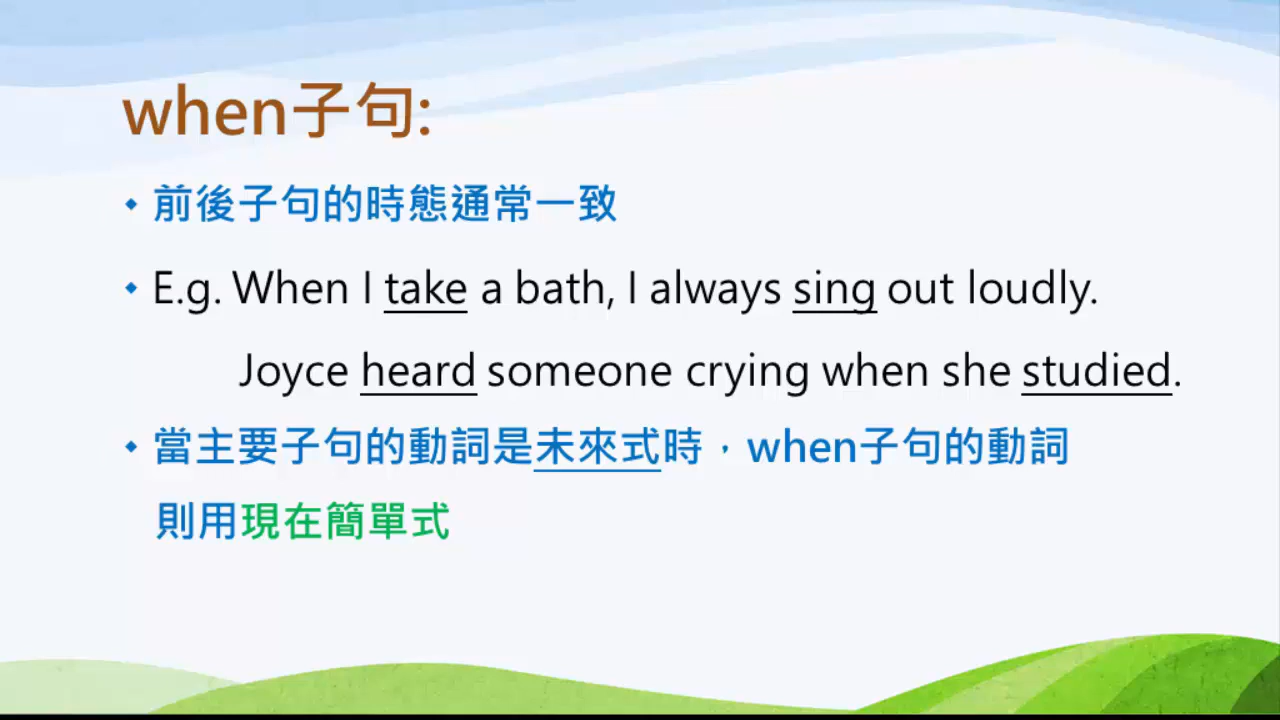 when子句:
前後子句的時態通常一致
E.g. When I take a bath, I always sing out loudly.
Joyce heard someone crying when she studied.
當主要子句的動詞是未來式時，when子句的動詞
則用現在簡單式